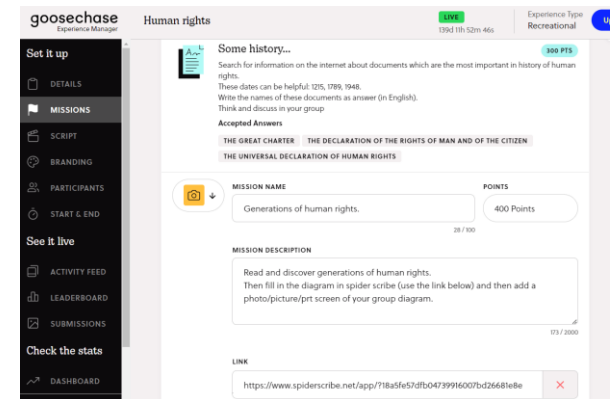 goosechase
Experience Manager
Human rights
LIVE
139d 11h 52m 46s
Experience Type
Recreational
Set it up
DETAILS
MISSIONS
SCRIPT
BRANDING
PARTICIPANTS
START & END
See it live
ACTIVITY FEED
LEADERBOARD
SUBMISSIONS
Check the stats
DASHBOARD
Some history...
300 PTS
Search for information on the internet about documents which are the most important in history of human
rights.
These dates can be helpful: 1215, 1789, 1948.
Write the names of these documents as answer (in English).
Think and discuss in your group
Accepted Answers
THE GREAT CHARTER THE DECLARATION OF THE RIGHTS OF MAN AND OF THE CITIZEN
THE UNIVERSAL DECLARATION OF HUMAN RIGHTS
MISSION NAME
POINTS
Generations of human rights.
400 Points
28 / 100
MISSION DESCRIPTION
Read and discover generations of human rights.
Then fill in the diagram in spider scribe (use the link below) and then add a
photo/picture/prt screen of your group diagram.
173 / 2000
LINK
https://www.spiderscribe.net/app/?18a5fe57dfb04739916007bd26681e8e